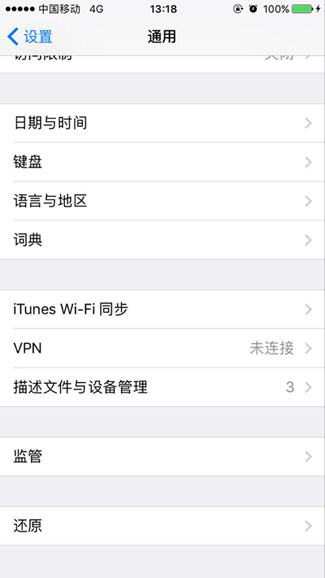 中国移动 4G 13:18 100%
设置 通用
访问限制 关闭
日期与时间
键盘
语言与地区
词典
iTunes Wi-Fi 同步
VPN 未连接
描述文件与设备管理 3
监管
还原